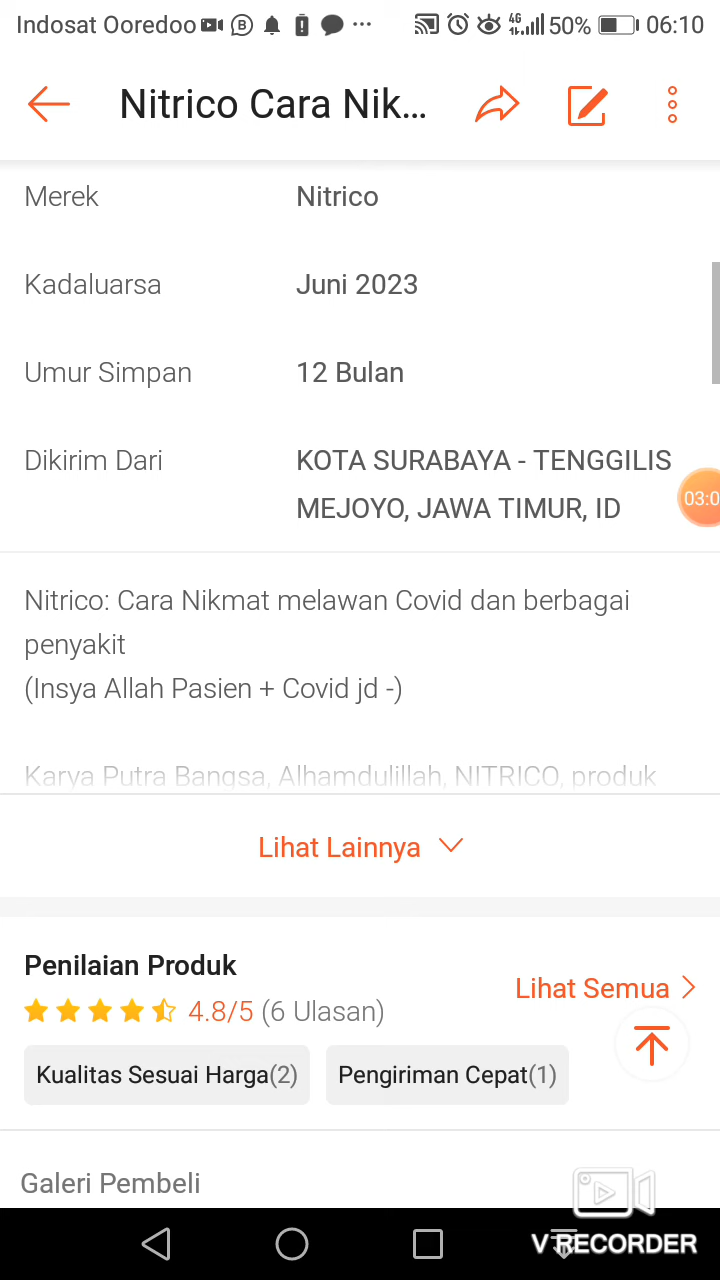 Indosat Ooredoo
4G
50%
06:10
Nitrico Cara Nik...
Merek Nitrico
Kadaluarsa Juni 2023
Umur Simpan 12 Bulan
Dikirim Dari KOTA SURABAYA - TENGGILIS
MEJOYO, JAWA TIMUR, ID
03:0
Nitrico: Cara Nikmat melawan Covid dan berbagai
penyakit
(Insya Allah Pasien + Covid jd -)
Karya Putra Bangsa, Alhamdulillah, NITRICO, produk
Lihat Lainnya
Penilaian Produk
Lihat Semua
4.8/5 (6 Ulasan)
Kualitas Sesuai Harga(2) Pengiriman Cepat(1)
Galeri Pembeli
V RECORDER